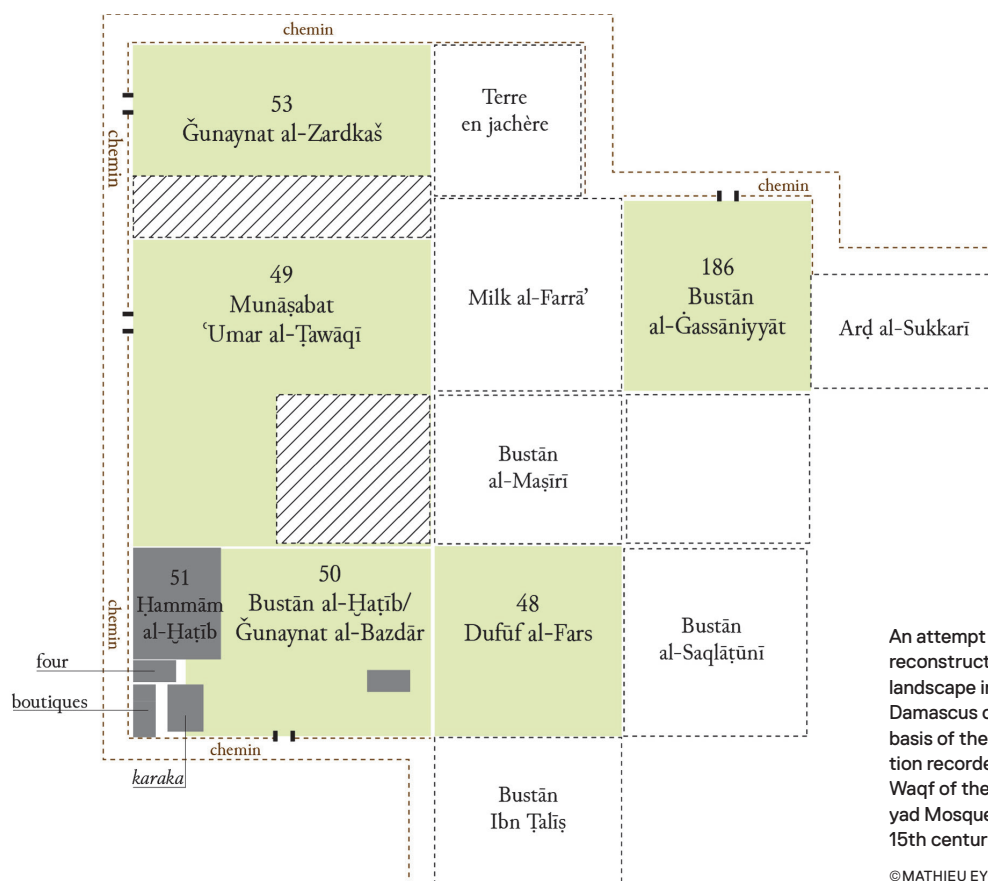 chemin
53
Ǧunaynat al-Zardkaš
Terre
en jachère
chemin
chemin
49
Munāṣabat
ʿUmar al-Ṭawāqī
Milk al-Farrā’
186
Bustān
al-Ġassāniyyāt
Arḍ al-Sukkarī
Bustān
al-Maṣīrī
51
Ḥammām
al-Ḫaṭīb
50
Bustān al-Ḫaṭīb/
Ǧunaynat al-Bazdār
48
Dufūf al-Fars
Bustān
al-Saqlāṭūnī
chemin
four
boutiques
karaka
chemin
Bustān
Ibn Ṭalīṣ
An attempt
reconstruct
landscape in
Damascus o
basis of the
tion recorde
Waqf of the
yad Mosque
15th centur
©MATHIEU EY